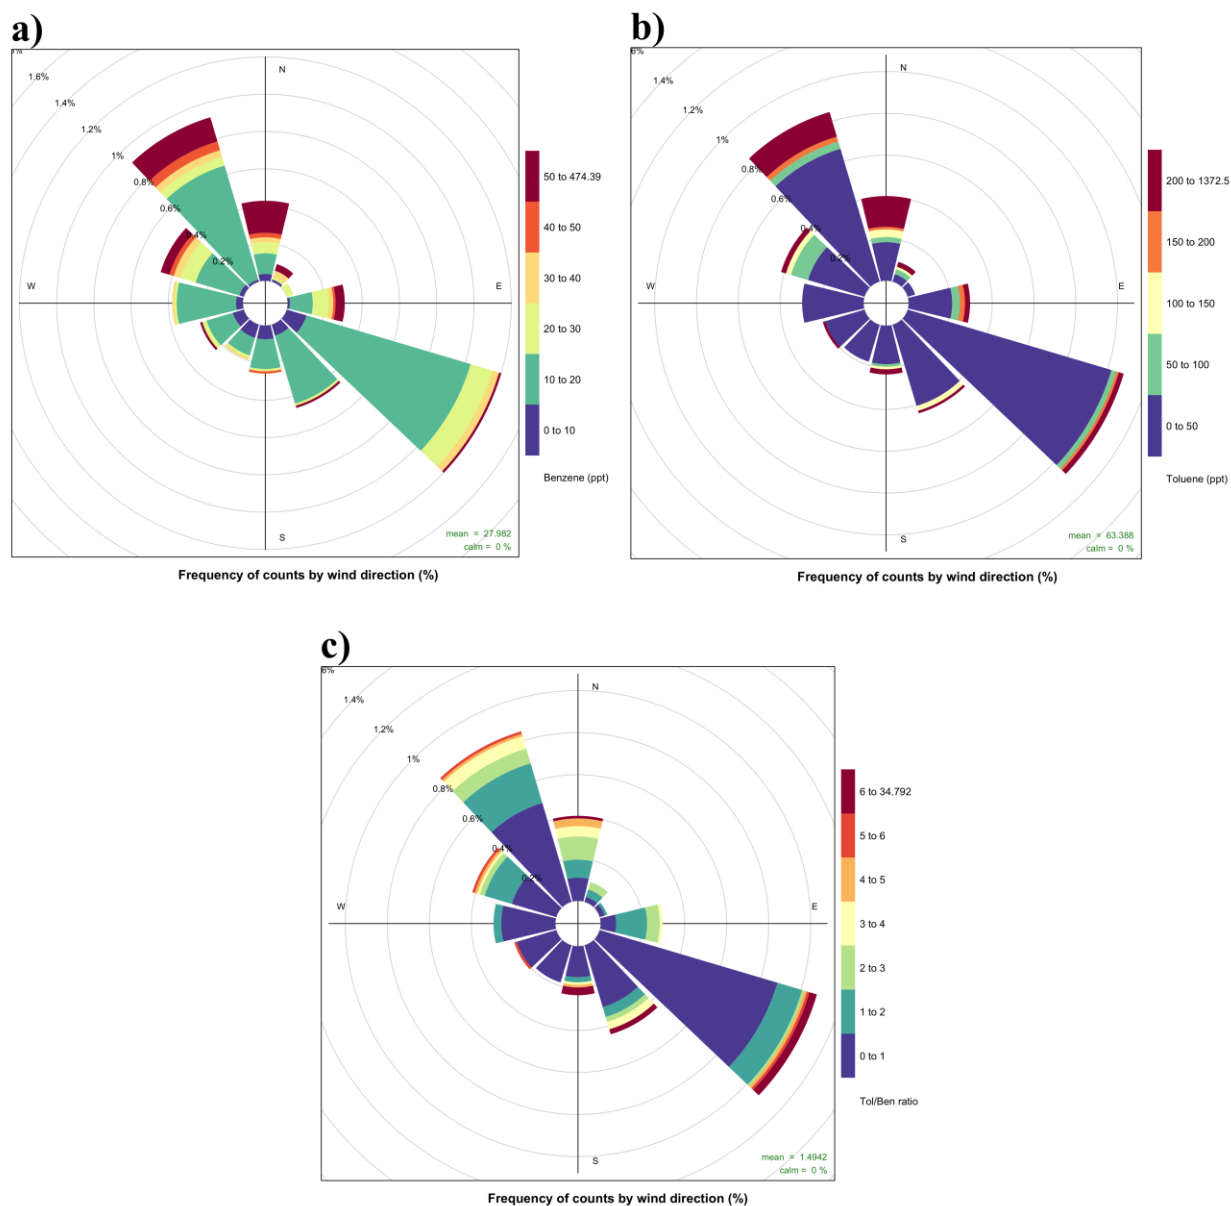 a)
%
1.6%
1.4%
1.2%
1%
0.8%
0.6%
0.4%
0.2%
N
W
E
S
50 to 474.39
40 to 50
30 to 40
20 to 30
10 to 20
0 to 10
Benzene (ppt)
mean = 27.982
calm = 0 %
Frequency of counts by wind direction (%)
b)
6%
1.4%
1.2%
1%
0.8%
0.6%
0.4%
0.2%
N
W
E
S
200 to 1372.5
150 to 200
100 to 150
50 to 100
0 to 50
Toluene (ppt)
mean = 63.388
calm = 0 %
Frequency of counts by wind direction (%)
c)
6%
1.4%
1.2%
1%
0.8%
0.6%
0.4%
0.2%
N
W
E
S
6 to 34.792
5 to 6
4 to 5
3 to 4
2 to 3
1 to 2
0 to 1
Tol/Ben ratio
mean = 1.4942
calm = 0 %
Frequency of counts by wind direction (%)